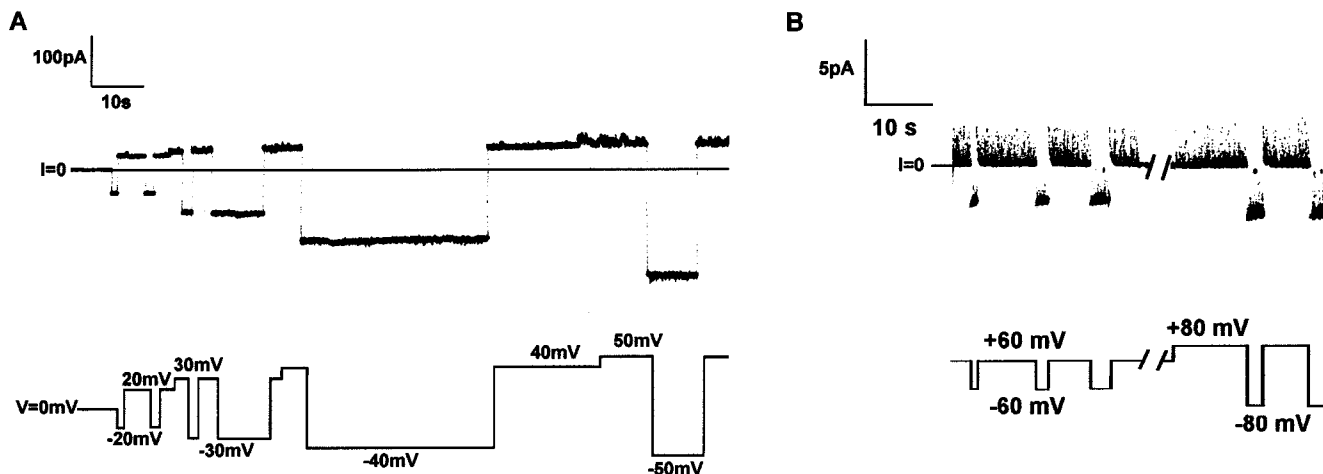 A
100pA
10s
I=0
V=0mV
-20mV
20mV
30mV
-30mV
-40mV
40mV
50mV
-50mV
B
5pA
10 s
I=0
+60 mV
-60 mV
+80 mV
-80 mV